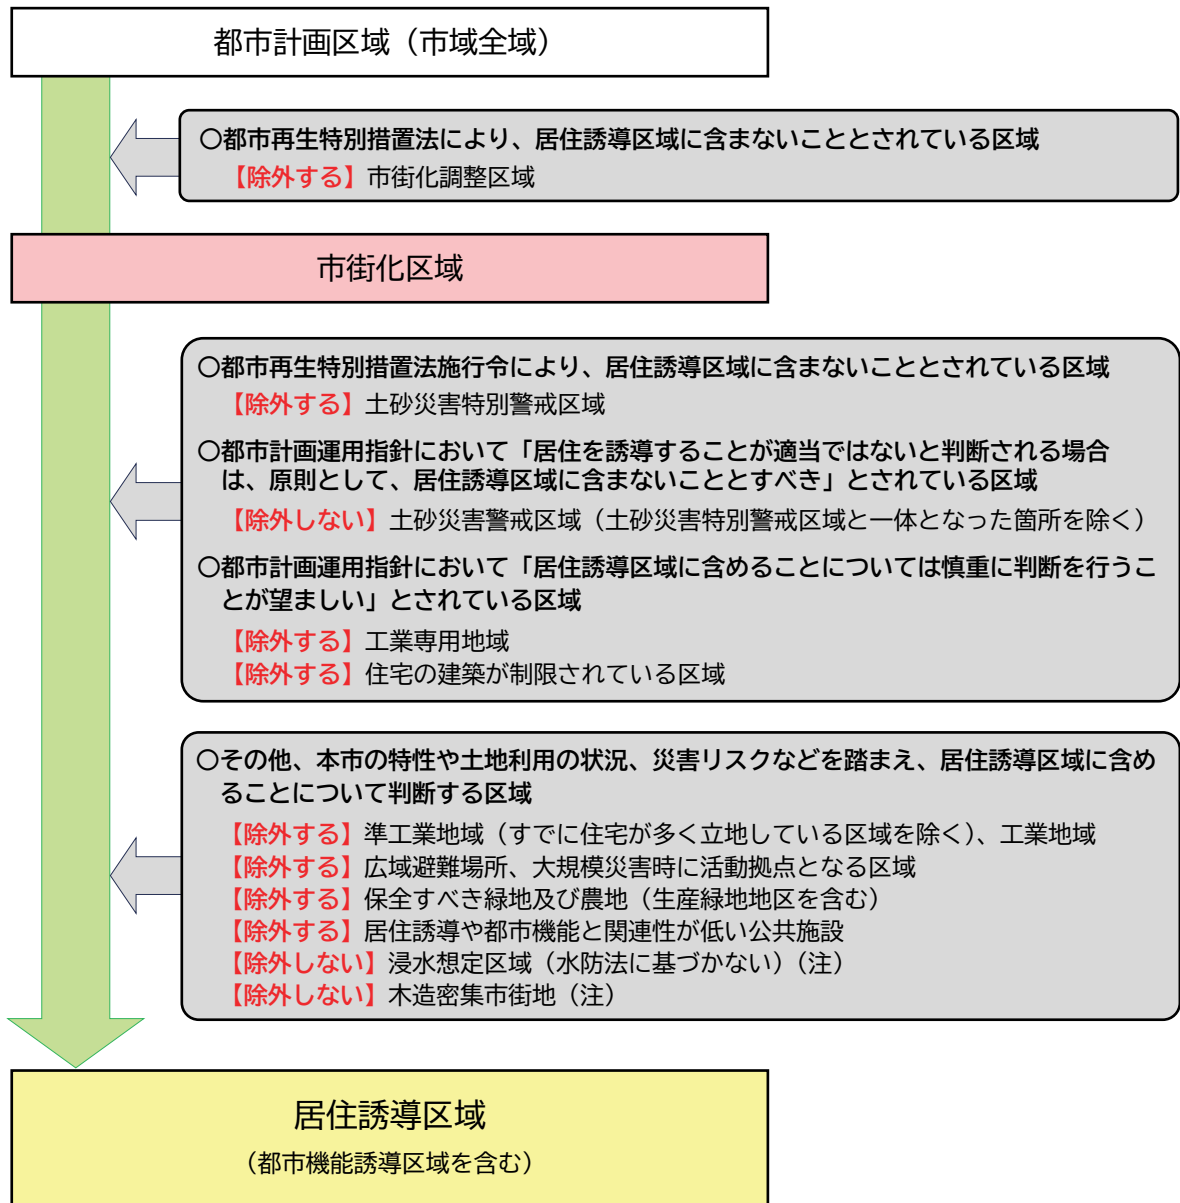 都市計画区域（市域全域）
〇都市再生特別措置法により、居住誘導区域に含まないこととされている区域
【除外する】市街化調整区域
市街化区域
〇都市再生特別措置法施行令により、居住誘導区域に含まないこととされている区域
【除外する】土砂災害特別警戒区域
〇都市計画運用指針において「居住を誘導することが適当ではないと判断される場合
は、原則として、居住誘導区域に含まないこととすべき」とされている区域
【除外しない】土砂災害警戒区域（土砂災害特別警戒区域と一体となった箇所を除く）
〇都市計画運用指針において「居住誘導区域に含めることについては慎重に判断を行うこ
とが望ましい」とされている区域
【除外する】工業専用地域
【除外する】住宅の建築が制限されている区域
〇その他、本市の特性や土地利用の状況、災害リスクなどを踏まえ、居住誘導区域に含め
ることについて判断する区域
【除外する】準工業地域（すでに住宅が多く立地している区域を除く）、工業地域
【除外する】広域避難場所、大規模災害時に活動拠点となる区域
【除外する】保全すべき緑地及び農地（生産緑地地区を含む）
【除外する】居住誘導や都市機能と関連性が低い公共施設
【除外しない】浸水想定区域（水防法に基づかない）（注）
【除外しない】木造密集市街地（注）
居住誘導区域
（都市機能誘導区域を含む）